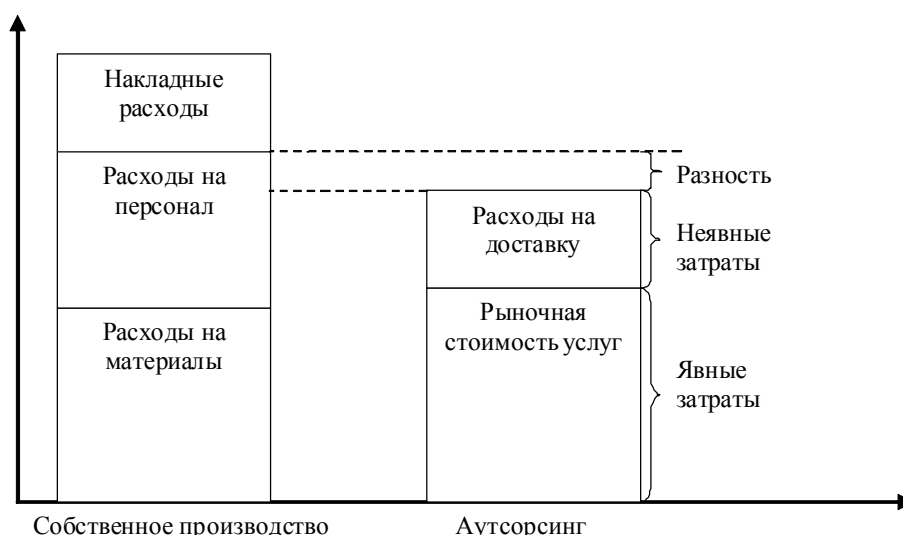 Накладные
расходы
Расходы на
персонал
Расходы на
материалы
Расходы на
доставку
Рыночная
стоимость услуг
Разность
Неявные
затраты
Явные
затраты
Собственное производство
Аутсорсинг